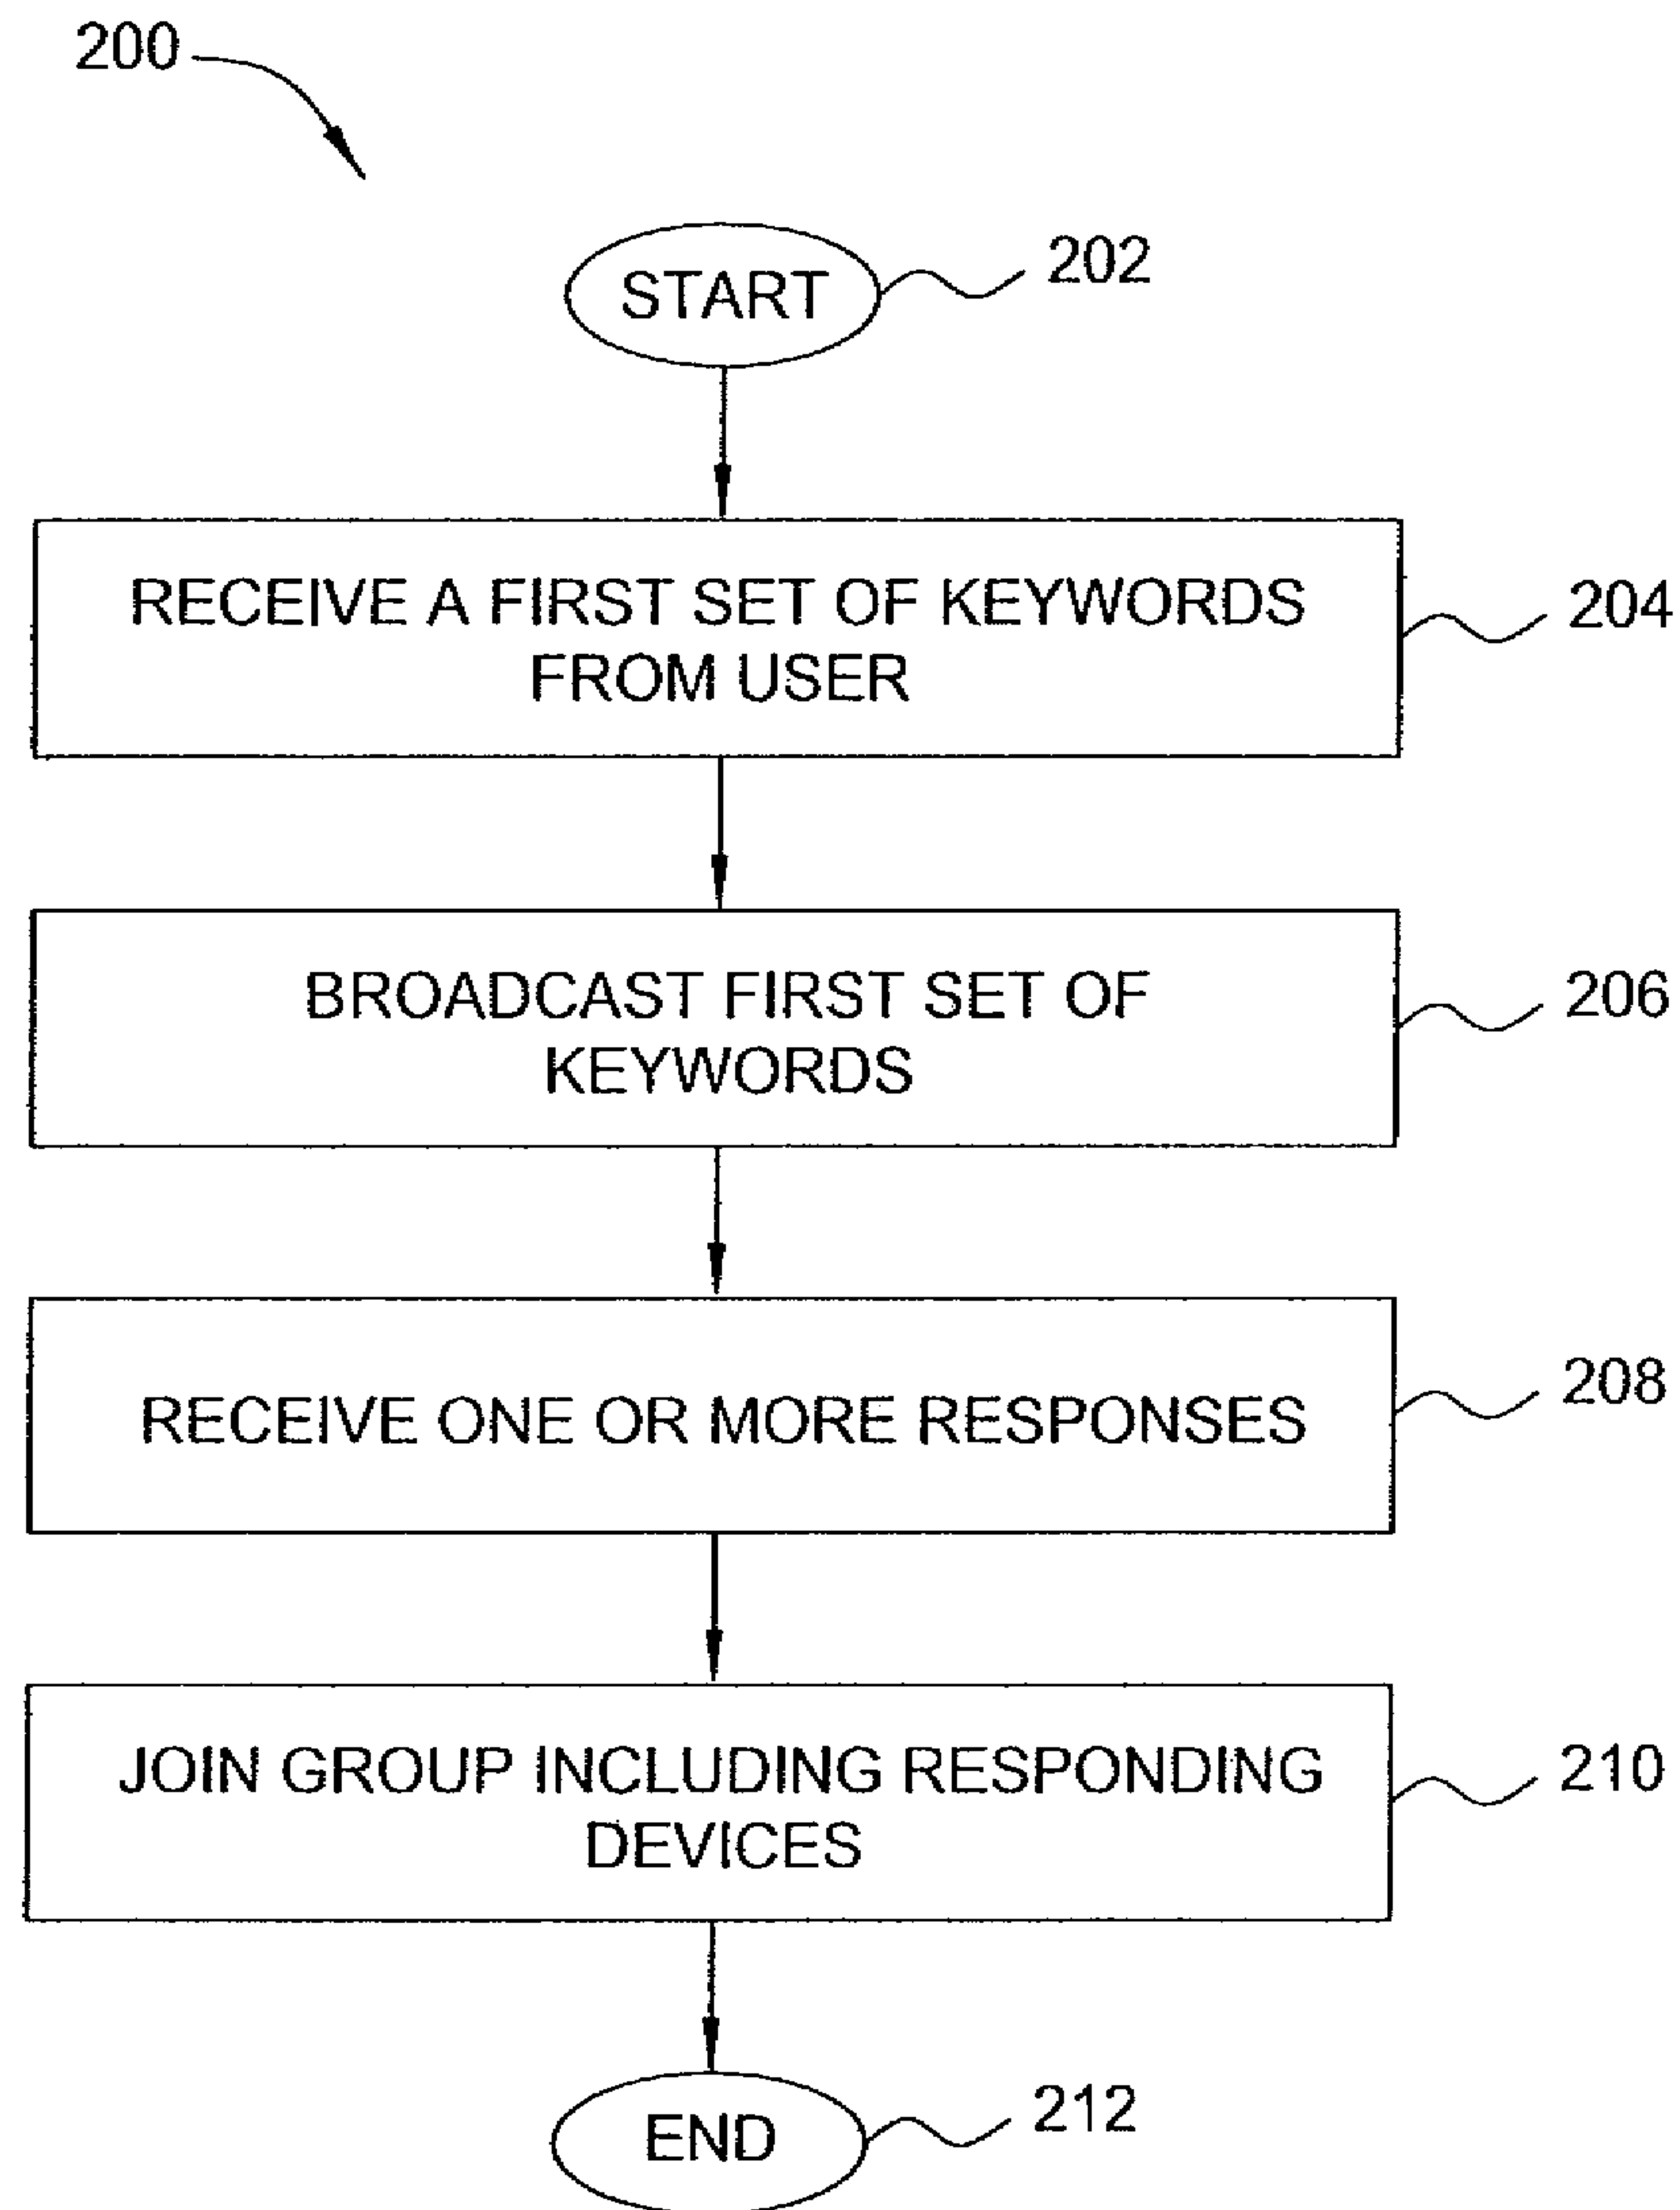 200
START
202
RECEIVE A FIRST SET OF KEYWORDS
FROM USER
204
BROADCAST FIRST SET OF
KEYWORDS
206
RECEIVE ONE OR MORE RESPONSES
208
JOIN GROUP INCLUDING RESPONDING
DEVICES
210
END
212